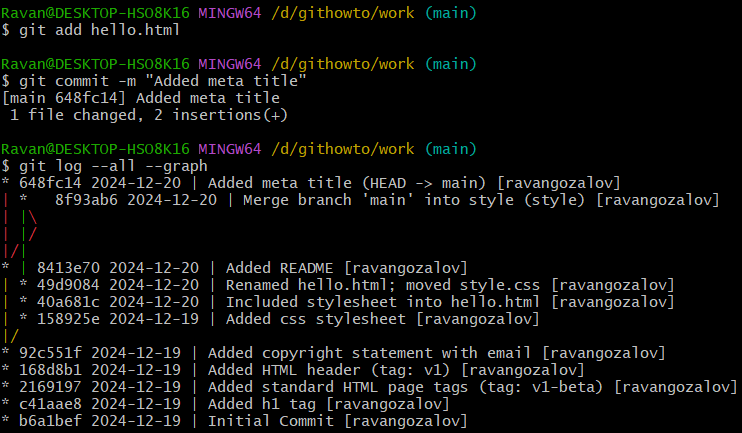 Ravan@DESKTOP-HSO8K16 MINGW64 /d/githowto/work (main)
$ git add hello.html
Ravan@DESKTOP-HSO8K16 MINGW64 /d/githowto/work (main)
$ git commit -m "Added meta title"
[main 648fc14] Added meta title
 1 file changed, 2 insertions(+)
Ravan@DESKTOP-HSO8K16 MINGW64 /d/githowto/work (main)
$ git log --all --graph
* 648fc14 2024-12-20 | Added meta title (HEAD -> main) [ravangozalov]
| *   8f93ab6 2024-12-20 | Merge branch 'main' into style (style) [ravangozalov]
| |\
| |/
|/|
* | 8413e70 2024-12-20 | Added README [ravangozalov]
| * 49d9084 2024-12-20 | Renamed hello.html; moved style.css [ravangozalov]
| * 40a681c 2024-12-20 | Included stylesheet into hello.html [ravangozalov]
| * 158925e 2024-12-19 | Added css stylesheet [ravangozalov]
|/
* 92c551f 2024-12-19 | Added copyright statement with email [ravangozalov]
* 168d8b1 2024-12-19 | Added HTML header (tag: v1) [ravangozalov]
* 2169197 2024-12-19 | Added standard HTML page tags (tag: v1-beta) [ravangozalov]
* c41aae8 2024-12-19 | Added h1 tag [ravangozalov]
* b6a1bef 2024-12-19 | Initial Commit [ravangozalov]